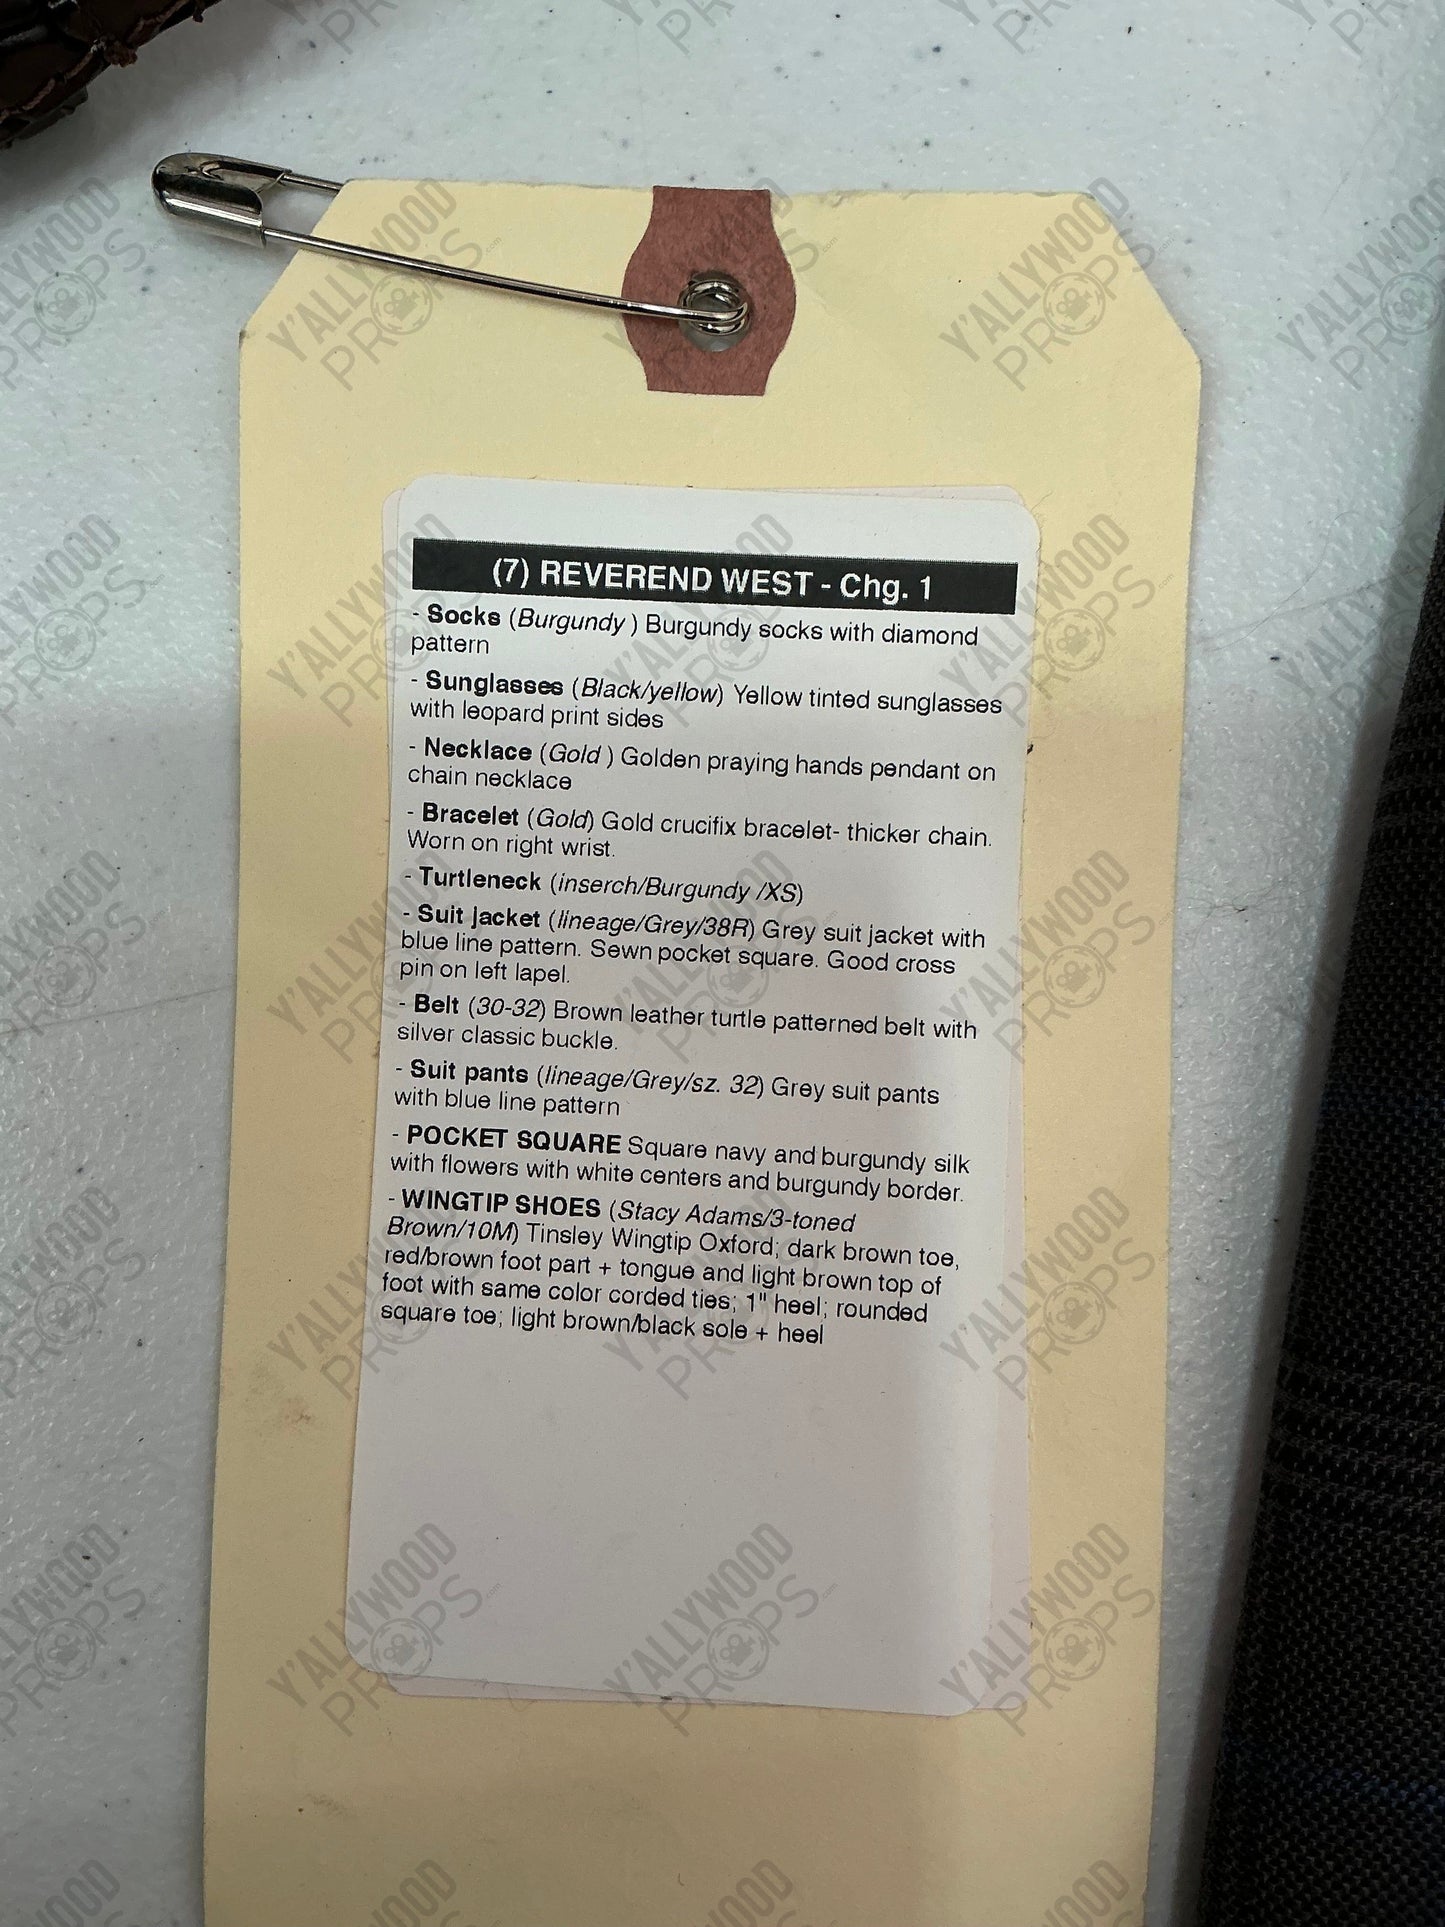 (7) REVEREND WEST - Chg. 1
- Socks (Burgundy ) Burgundy socks with diamond
pattern
- Sunglasses (Black/yellow) Yellow tinted sunglasses
with leopard print sides
- Necklace (Gold ) Golden praying hands pendant on
chain necklace
- Bracelet (Gold) Gold crucifix bracelet- thicker chain.
Worn on right wrist.
- Turtleneck (inserch/Burgundy /XS)
- Suit jacket (lineage/Grey/38R) Grey suit jacket with
blue line pattern. Sewn pocket square. Good cross
pin on left lapel.
- Belt (30-32) Brown leather turtle patterned belt with
silver classic buckle.
- Suit pants (lineage/Grey/sz. 32) Grey suit pants
with blue line pattern
- POCKET SQUARE Square navy and burgundy silk
with flowers with white centers and burgundy border.
- WINGTIP SHOES (Stacy Adams/3-toned
Brown/10M) Tinsley Wingtip Oxford; dark brown toe,
red/brown foot part + tongue and light brown top of
foot with same color corded ties; 1" heel; rounded
square toe; light brown/black sole + heel
Y'ALLYWOOD
PROPS.com